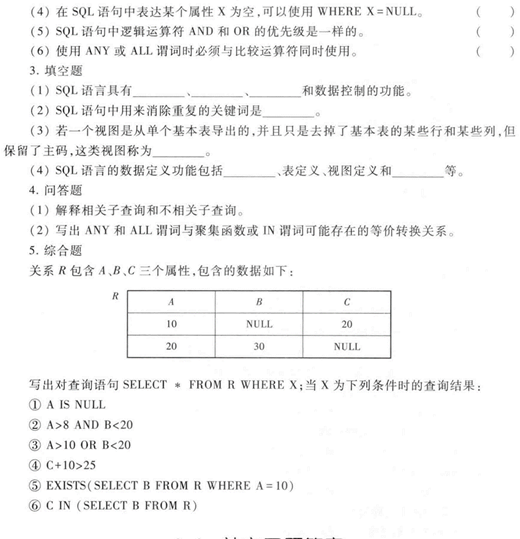 (4) 在 SQL 语句中表达某个属性 X 为空,可以使用 WHERE X=NULL。 ( )
(5) SQL 语句中逻辑运算符 AND 和 OR 的优先级是一样的。 ( )
(6) 使用 ANY 或 ALL 谓词时必须与比较运算符同时使用。 ( )
3. 填空题
(1) SQL 语言具有________、________、________和数据控制的功能。
(2) SQL 语句中用来消除重复的关键词是________。
(3) 若一个视图是从单个基本表导出的,并且只是去掉了基本表的某些行和某些列,但
保留了主码,这类视图称为________。
(4) SQL 语言的数据定义功能包括________、表定义、视图定义和________等。
4. 问答题
(1) 解释相关子查询和不相关子查询。
(2) 写出 ANY 和 ALL 谓词与聚集函数或 IN 谓词可能存在的等价转换关系。
5. 综合题
关系 R 包含 A、B、C 三个属性,包含的数据如下:
R A B C
10 NULL 20
20 30 NULL
写出对查询语句 SELECT * FROM R WHERE X;当 X 为下列条件时的查询结果:
① A IS NULL
② A>8 AND B<20
③ A>10 OR B<20
④ C+10>25
⑤ EXISTS(SELECT B FROM R WHERE A=10)
⑥ C IN (SELECT B FROM R)